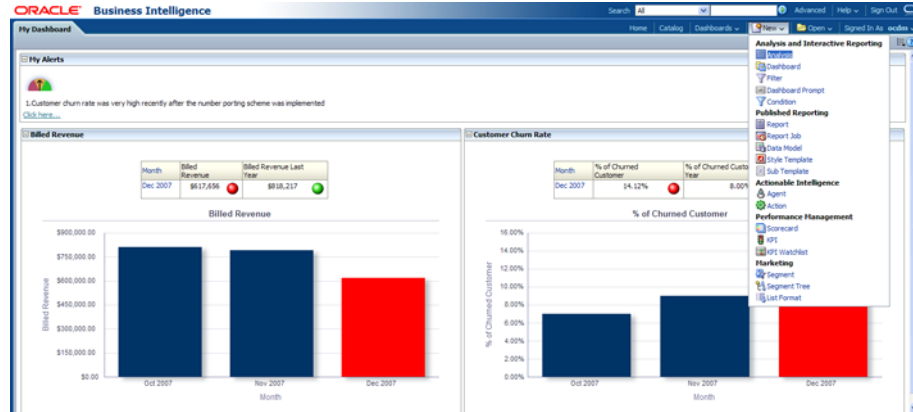 ORACLE Business Intelligence
Search All Advanced Help Sign Out
My Dashboard
Home Catalog Dashboards New Open Signed In As ocdm
My Alerts
1.Customer churn rate was very high recently after the number porting scheme was implemented
Click here...
Billed Revenue
Month Billed Revenue Billed Revenue Last Year
Dec 2007 $617,656 $818,217
Billed Revenue
$900,000.00
$750,000.00
$600,000.00
$450,000.00
$300,000.00
$150,000.00
$0.00
Billed Revenue
Oct 2007 Nov 2007 Dec 2007
Month
Customer Churn Rate
Month % of Churned Customer % of Churned Custo Year
Dec 2007 14.12% 8.00%
% of Churned Customer
16.00%
14.00%
12.00%
10.00%
8.00%
6.00%
4.00%
2.00%
0.00%
% of Churned Customer
Oct 2007 Nov 2007 Dec 2007
Month
Analysis and Interactive Reporting
Analysis
Dashboard
Filter
Dashboard Prompt
Condition
Published Reporting
Report
Report Job
Data Model
Style Template
Sub Template
Actionable Intelligence
Agent
Action
Performance Management
Scorecard
KPI
KPI Watchlist
Marketing
Segment
Segment Tree
List Format